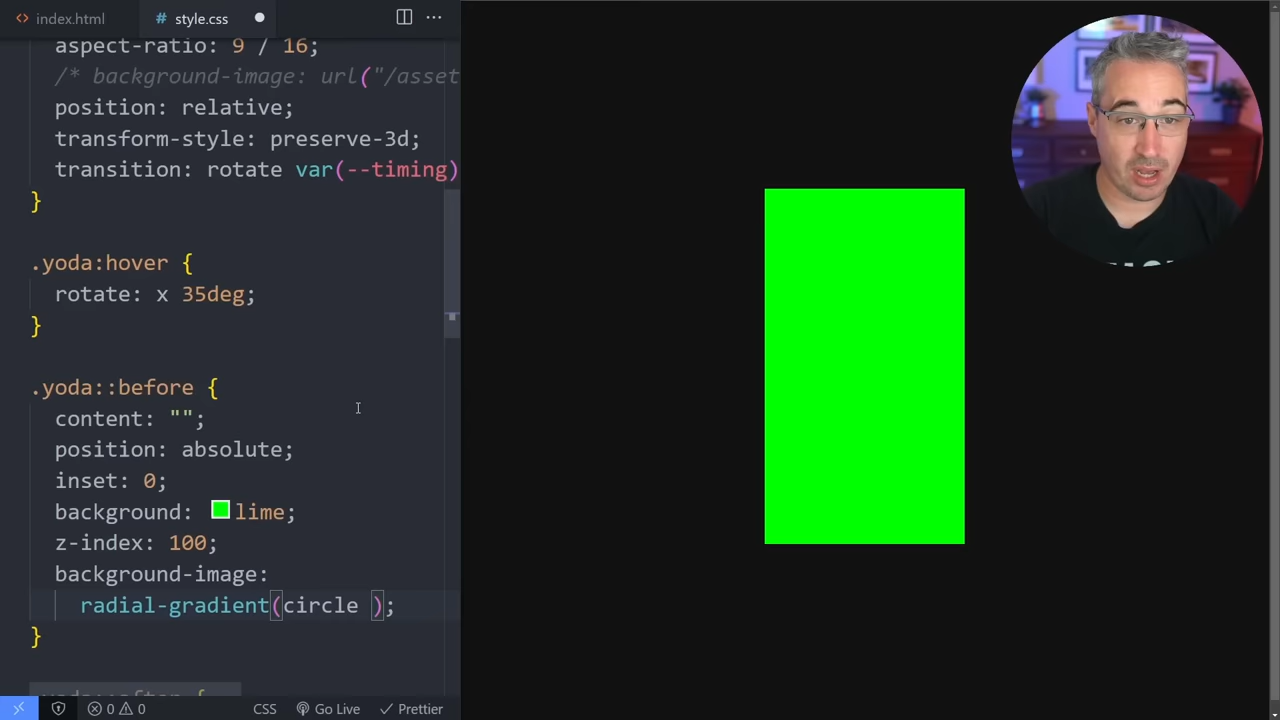 index.html
# style.css
aspect-ratio: 9 / 16;
/* background-image: url("/asset
position: relative;
transform-style: preserve-3d;
transition: rotate var(--timing)
}
.yoda:hover {
rotate: x 35deg;
}
.yoda::before {
content: "";
position: absolute;
inset: 0;
background: lime;
z-index: 100;
background-image:
radial-gradient(circle );
}
.yoda::after {
0 0 CSS Go Live Prettier